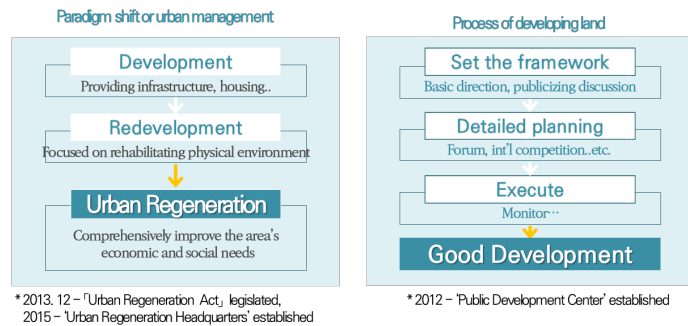 Paradigm shift or urban management
Development
Providing infrastructure, housing..
Redevelopment
Focused on rehabilitating physical environment
Urban Regeneration
Comprehensively improve the area's
economic and social needs
* 2013. 12 - 「Urban Regeneration Act」 legislated,
2015 - 'Urban Regeneration Headquarters' established
Process of developing land
Set the framework
Basic direction, publicizing discussion
Detailed planning
Forum, int'l competition..etc.
Execute
Monitor…
Good Development
* 2012 - 'Public Development Center' established